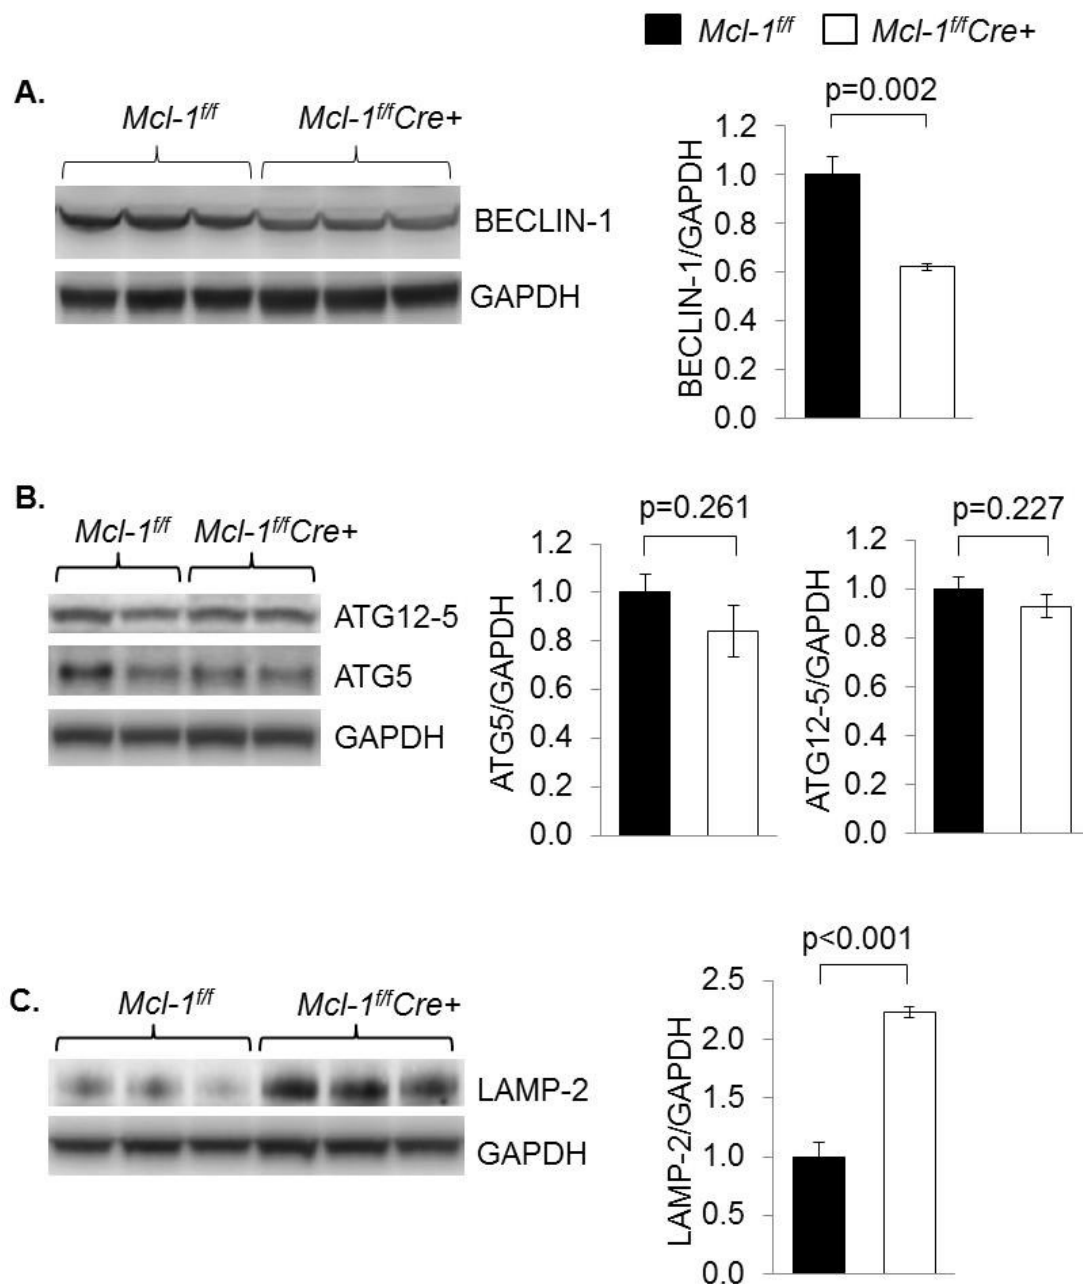 Mcl-1f/f Mcl-1f/fCre+
A.
Mcl-1f/f Mcl-1f/fCre+
BECLIN-1
GAPDH
p=0.002
BECLIN-1/GAPDH
1.2
1.0
0.8
0.6
0.4
0.2
0.0
B.
Mcl-1f/f Mcl-1f/fCre+
ATG12-5
ATG5
GAPDH
p=0.261
ATG5/GAPDH
1.2
1.0
0.8
0.6
0.4
0.2
0.0
p=0.227
ATG12-5/GAPDH
1.2
1.0
0.8
0.6
0.4
0.2
0.0
C.
Mcl-1f/f Mcl-1f/fCre+
LAMP-2
GAPDH
p<0.001
LAMP-2/GAPDH
2.5
2.0
1.5
1.0
0.5
0.0